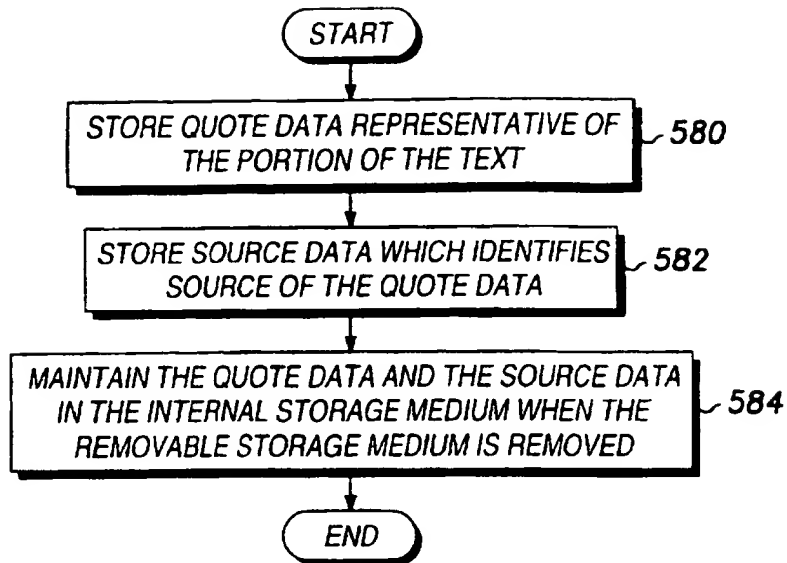 START
STORE QUOTE DATA REPRESENTATIVE OF
THE PORTION OF THE TEXT
580
STORE SOURCE DATA WHICH IDENTIFIES
SOURCE OF THE QUOTE DATA
582
MAINTAIN THE QUOTE DATA AND THE SOURCE DATA
IN THE INTERNAL STORAGE MEDIUM WHEN THE
REMOVABLE STORAGE MEDIUM IS REMOVED
584
END